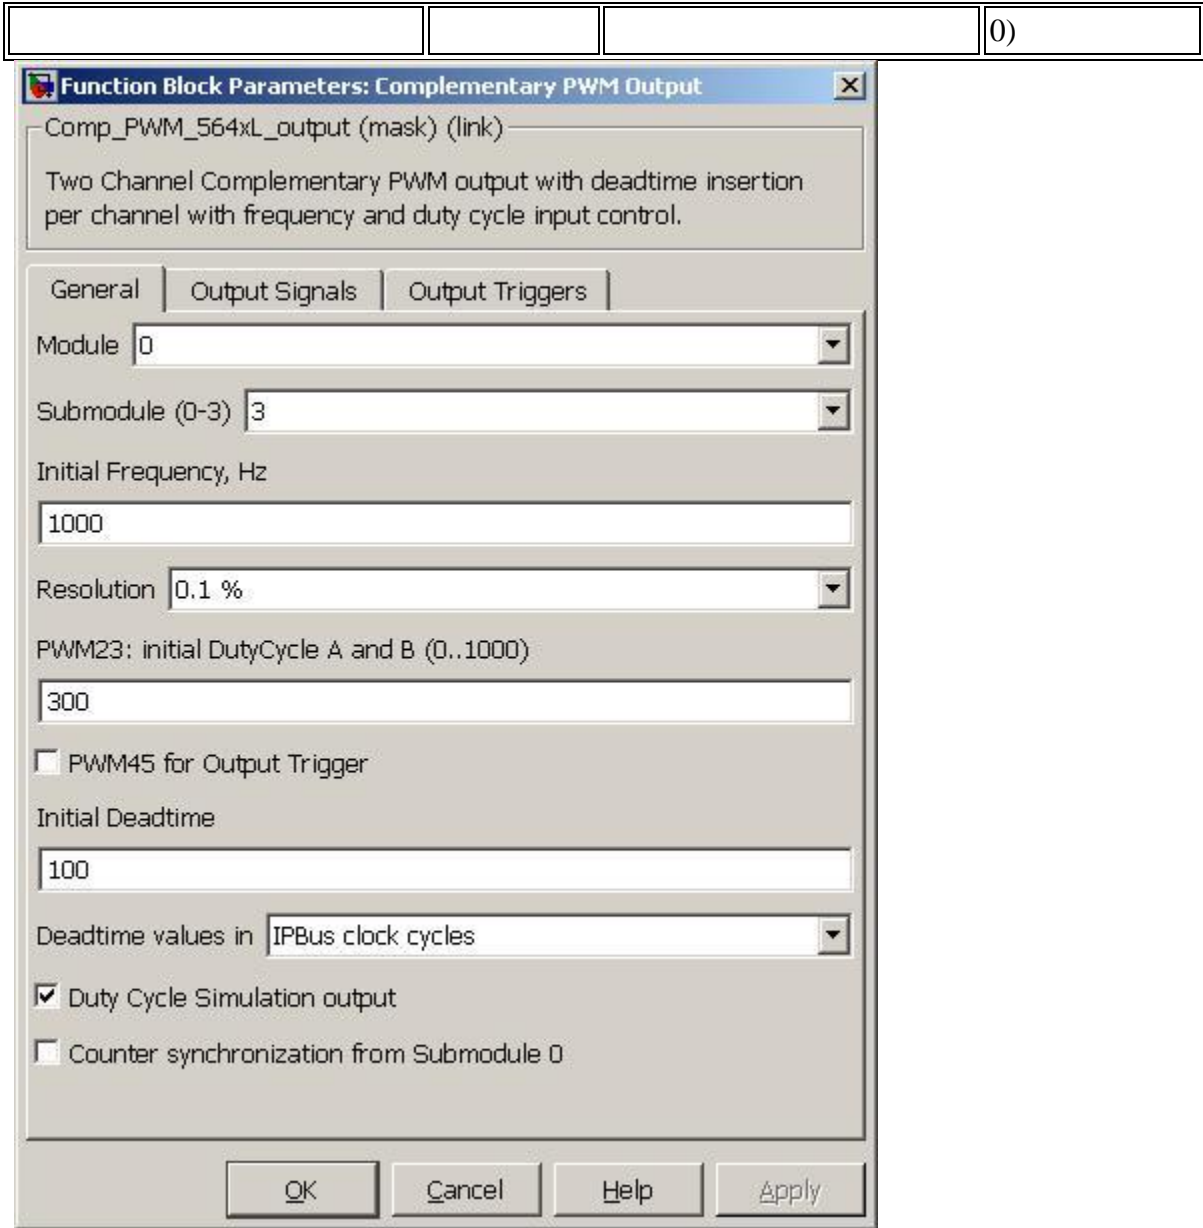 0)
Function Block Parameters: Complementary PWM Output
Comp_PWM_564xL_output (mask) (link)
Two Channel Complementary PWM output with deadtime insertion
per channel with frequency and duty cycle input control.
General Output Signals Output Triggers
Module 0
Submodule (0-3) 3
Initial Frequency, Hz
1000
Resolution 0.1 %
PWM23: initial DutyCycle A and B (0..1000)
300
PWM45 for Output Trigger
Initial Deadtime
100
Deadtime values in IPBus clock cycles
Duty Cycle Simulation output
Counter synchronization from Submodule 0
OK Cancel Help Apply